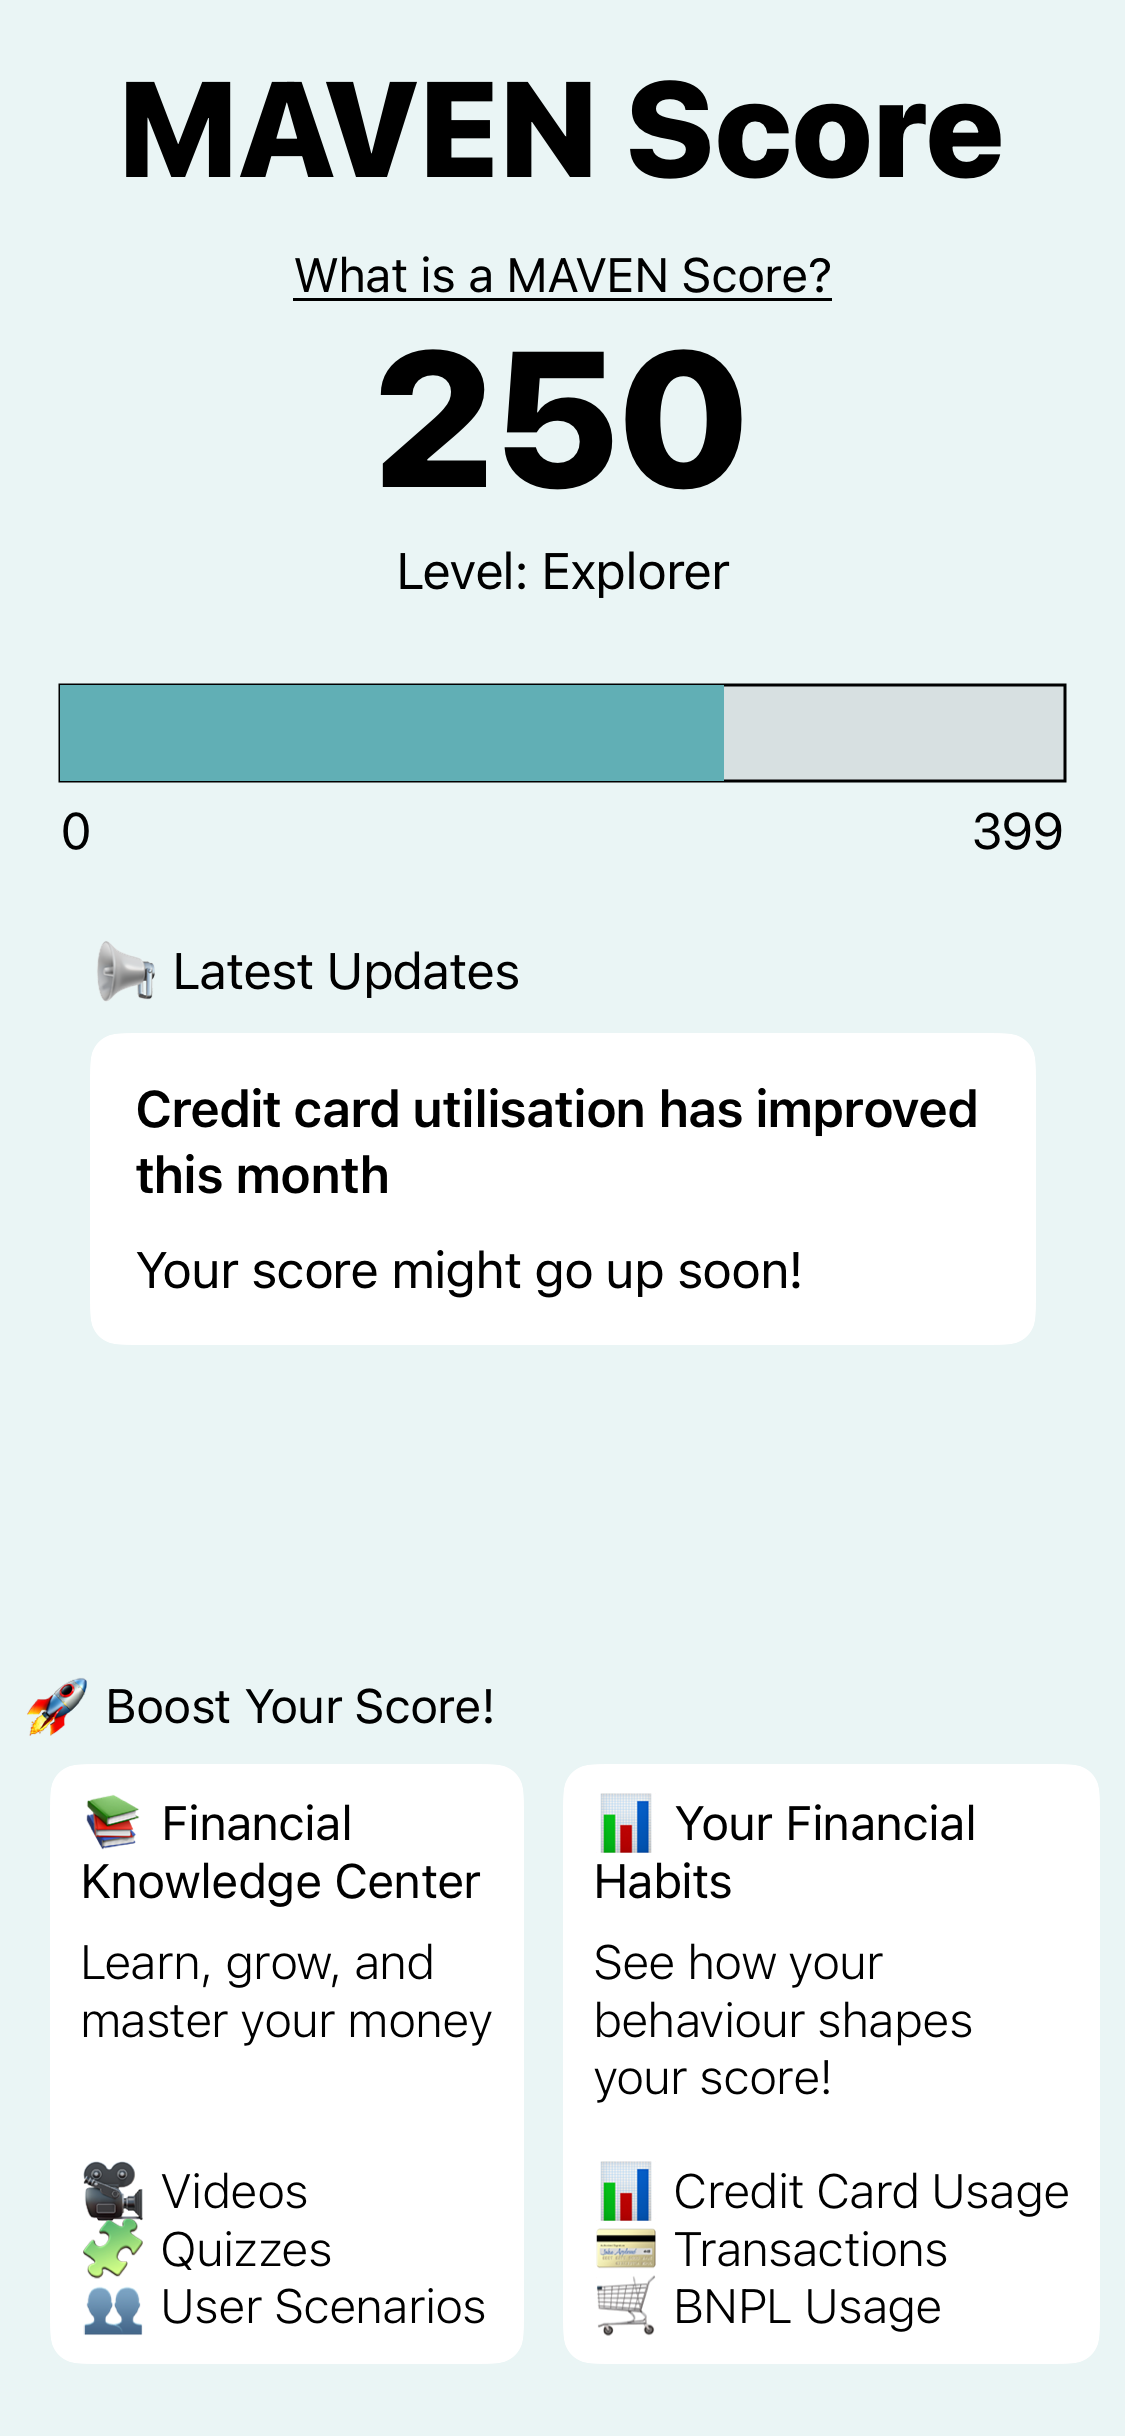 MAVEN Score
What is a MAVEN Score?
250
Level: Explorer
0
399
Latest Updates
Credit card utilisation has improved
this month
Your score might go up soon!
Boost Your Score!
Financial
Knowledge Center
Learn, grow, and
master your money
Videos
Quizzes
User Scenarios
Your Financial
Habits
See how your
behaviour shapes
your score!
Credit Card Usage
Transactions
BNPL Usage